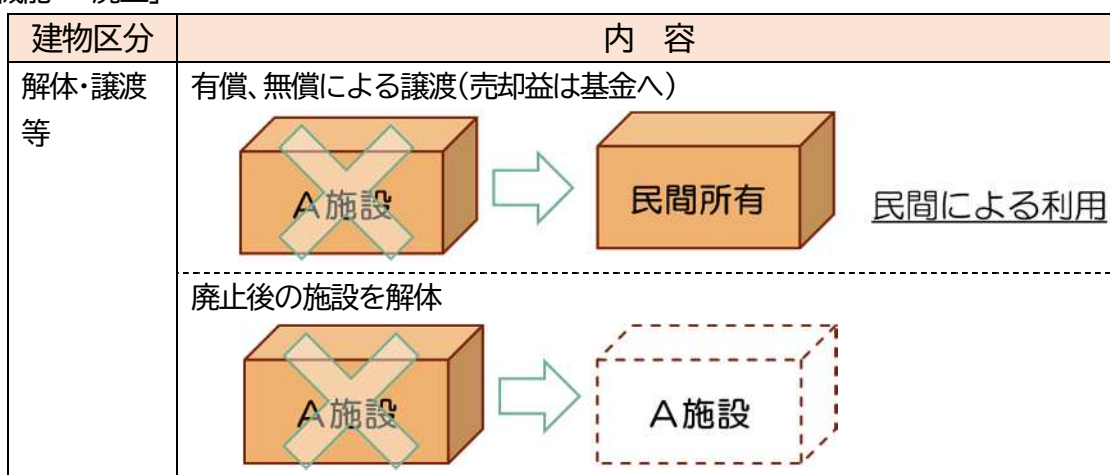 建物区分 内 容
解体・譲渡等 有償、無償による譲渡(売却益は基金へ)
A施設
民間所有
民間による利用
廃止後の施設を解体
A施設
A施設